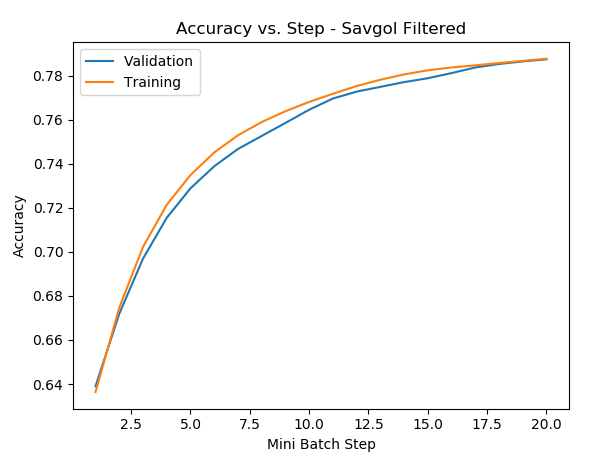 Accuracy vs. Step - Savgol Filtered
Validation
Training
Accuracy
0.78
0.76
0.74
0.72
0.70
0.68
0.66
0.64
2.5 5.0 7.5 10.0 12.5 15.0 17.5 20.0
Mini Batch Step